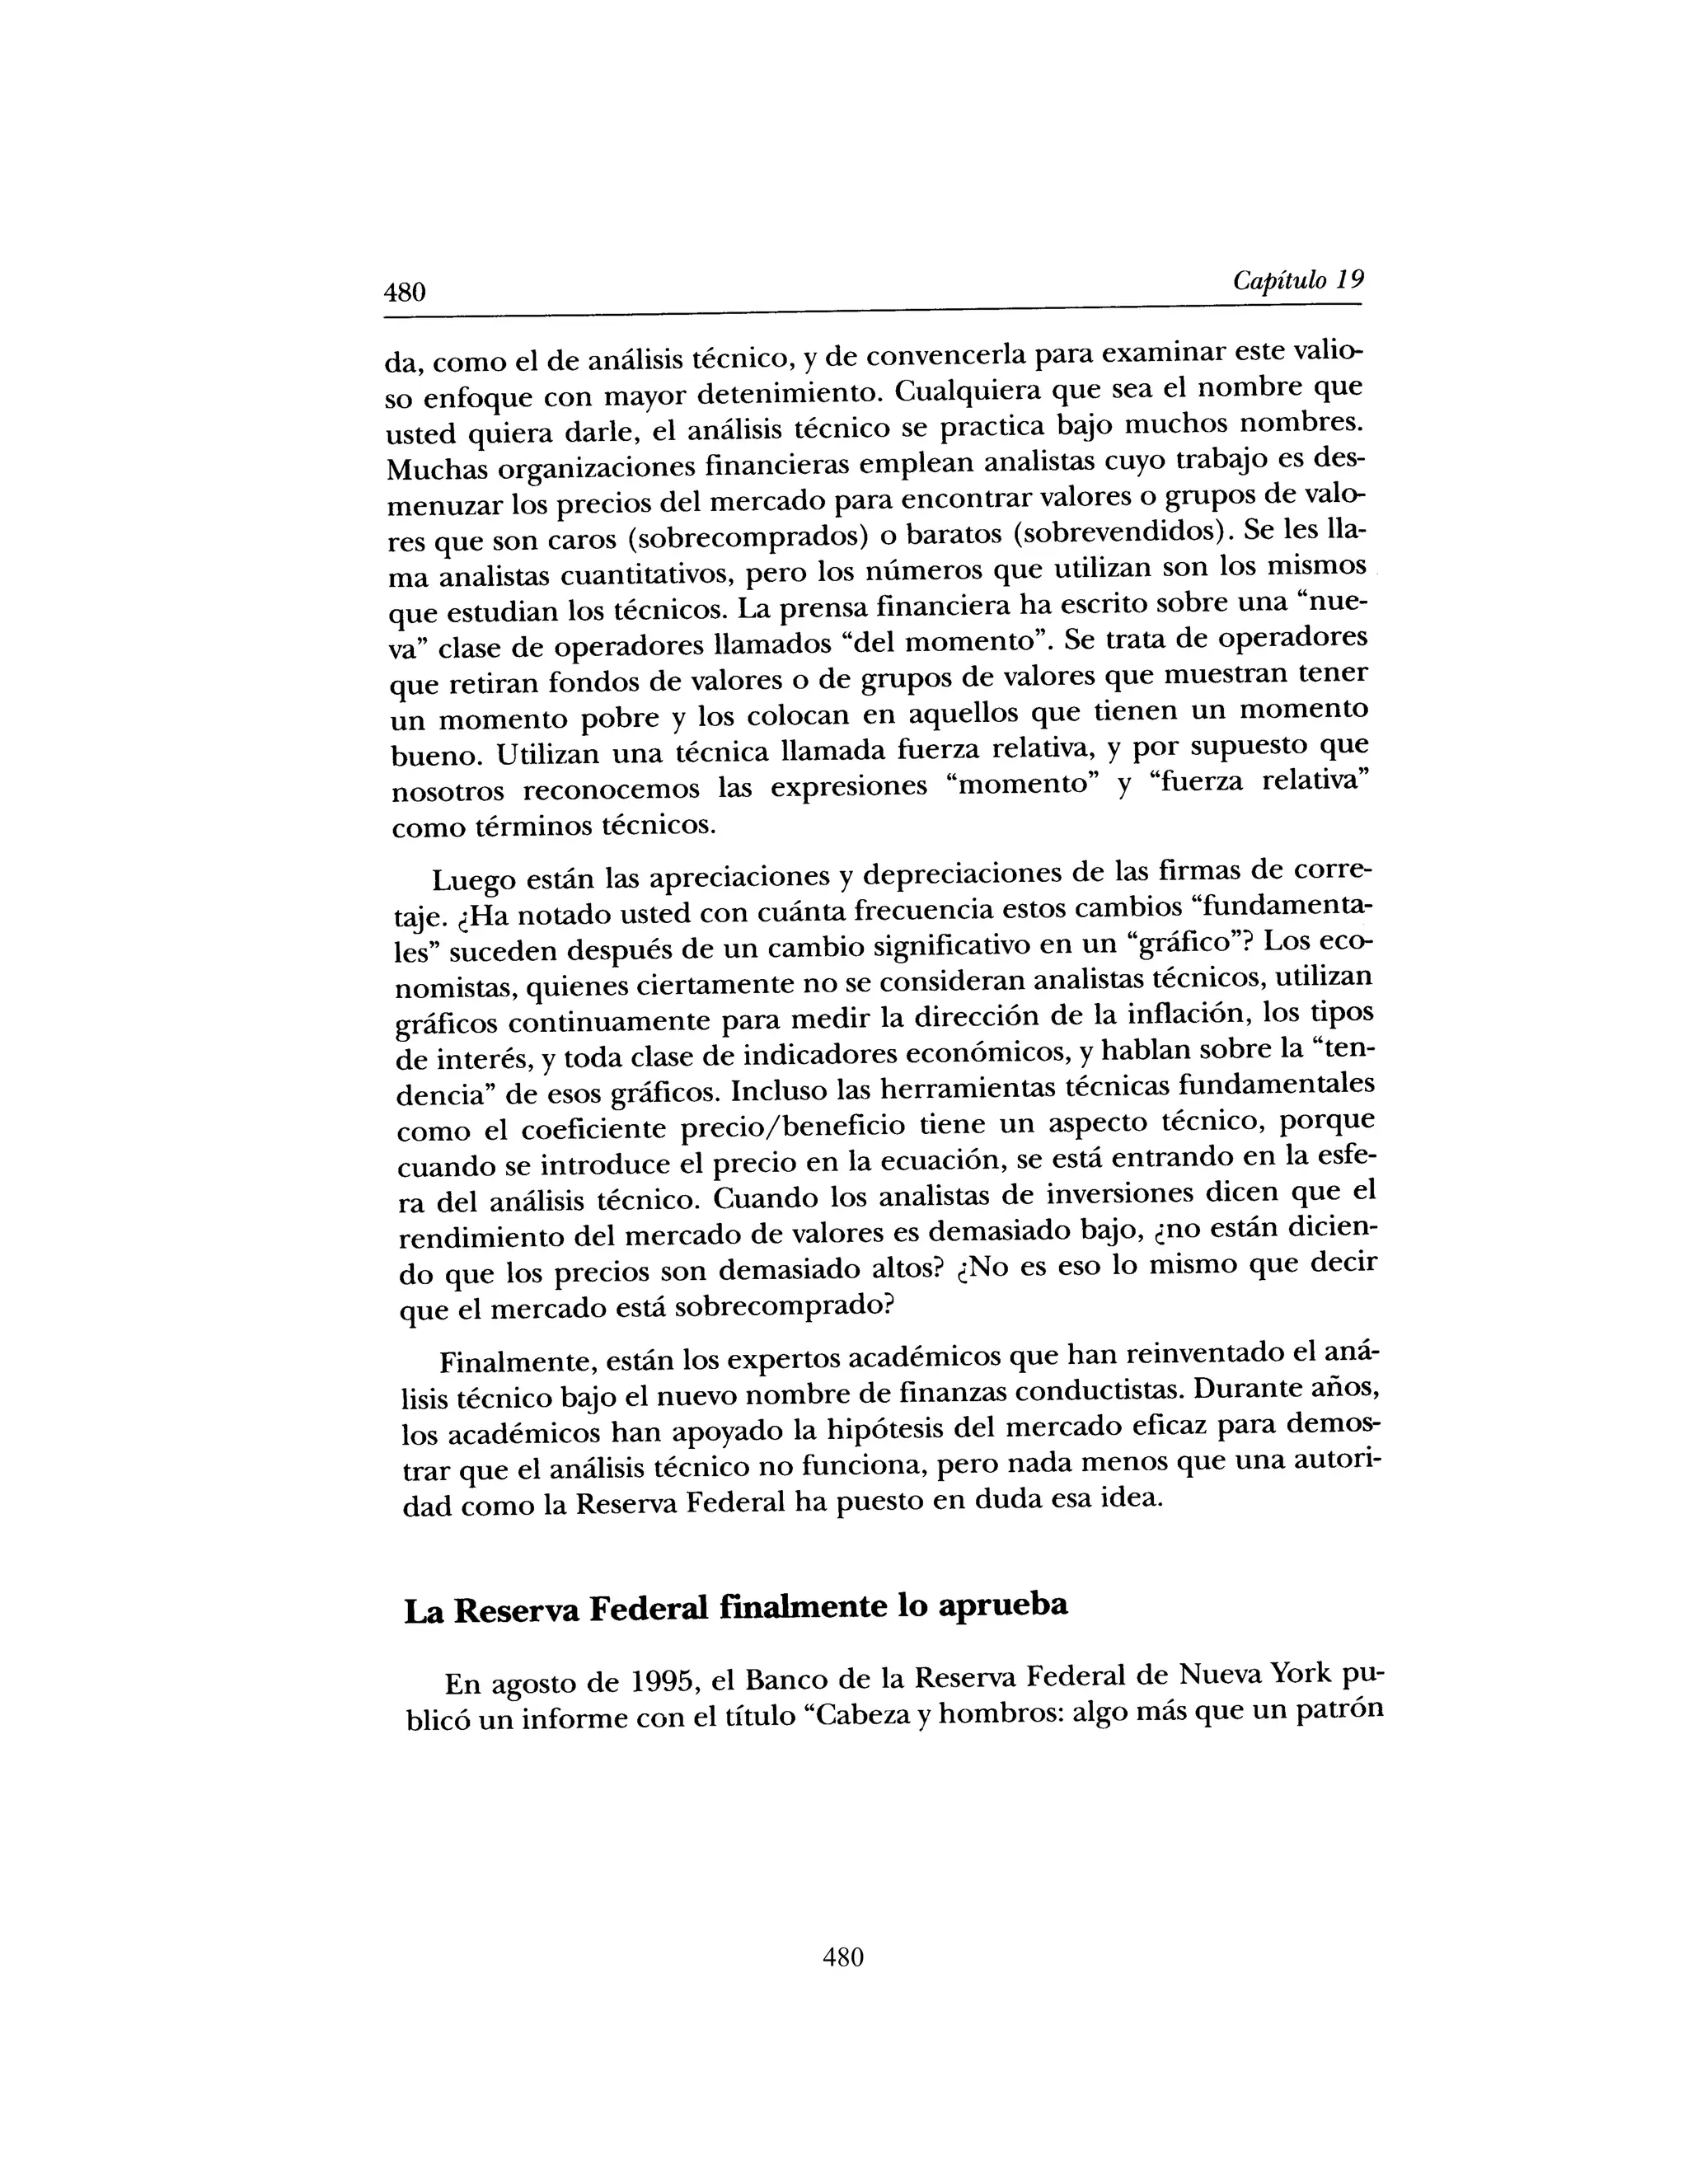 480
Capítulo 19
da, como el de análisis técnico, y de convencerla para examinar este valio-
so enfoque con mayor detenimiento. Cualquiera que sea el nombre que
usted quiera darle, el análisis técnico se practica bajo muchos nombres.
Muchas organizaciones financieras emplean analistas cuyo trabajo es des-
menuzar los precios del mercado para encontrar valores o grupos de valo-
res que son caros (sobrecomprados) o baratos (sobrevendidos). Se les lla-
ma analistas cuantitativos, pero los números que utilizan son los mismos
que estudian los técnicos. La prensa financiera ha escrito sobre una “nue-
va” clase de operadores llamados “del momento”. Se trata de operadores
que retiran fondos de valores o de grupos de valores que muestran tener
un momento pobre y los colocan en aquellos que tienen un momento
bueno. Utilizan una técnica llamada fuerza relativa, y por supuesto que
nosotros reconocemos las expresiones “momento” y “fuerza relativa”
como términos técnicos.
Luego están las apreciaciones y depreciaciones de las firmas de corre-
taje. ¿Ha notado usted con cuánta frecuencia estos cambios “fundamenta-
les” suceden después de un cambio significativo en un “gráfico”? Los eco-
nomistas, quienes ciertamente no se consideran analistas técnicos, utilizan
gráficos continuamente para medir la dirección de la inflación, los tipos
de interés, y toda clase de indicadores económicos, y hablan sobre la “ten-
dencia” de esos gráficos. Incluso las herramientas técnicas fundamentales
como el coeficiente precio/beneficio tiene un aspecto técnico, porque
cuando se introduce el precio en la ecuación, se está entrando en la esfe-
ra del análisis técnico. Cuando los analistas de inversiones dicen que el
rendimiento del mercado de valores es demasiado bajo, ¿no están dicien-
do que los precios son demasiado altos? ¿No es eso lo mismo que decir
que el mercado está sobrecomprado?
Finalmente, están los expertos académicos que han reinventado el aná-
lisis técnico bajo el nuevo nombre de finanzas conductistas. Durante años,
los académicos han apoyado la hipótesis del mercado eficaz para demos-
trar que el análisis técnico no funciona, pero nada menos que una autori-
dad como la Reserva Federal ha puesto en duda esa idea.
La Reserva Federal finalmente lo aprueba
En agosto de 1995, el Banco de la Reserva Federal de Nueva York pu-
blicó un informe con el título “Cabeza y hombros: algo más que un patrón
480